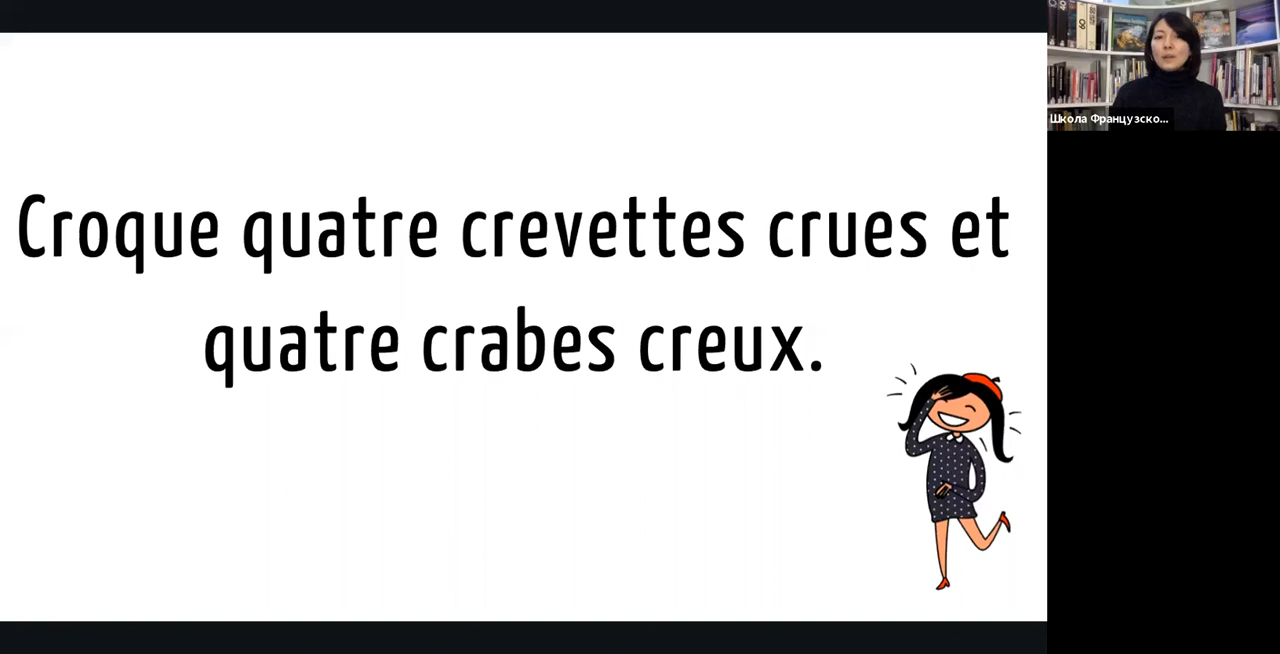 Croque quatre crevettes crues et
quatre crabes creux.
Школа Французско...